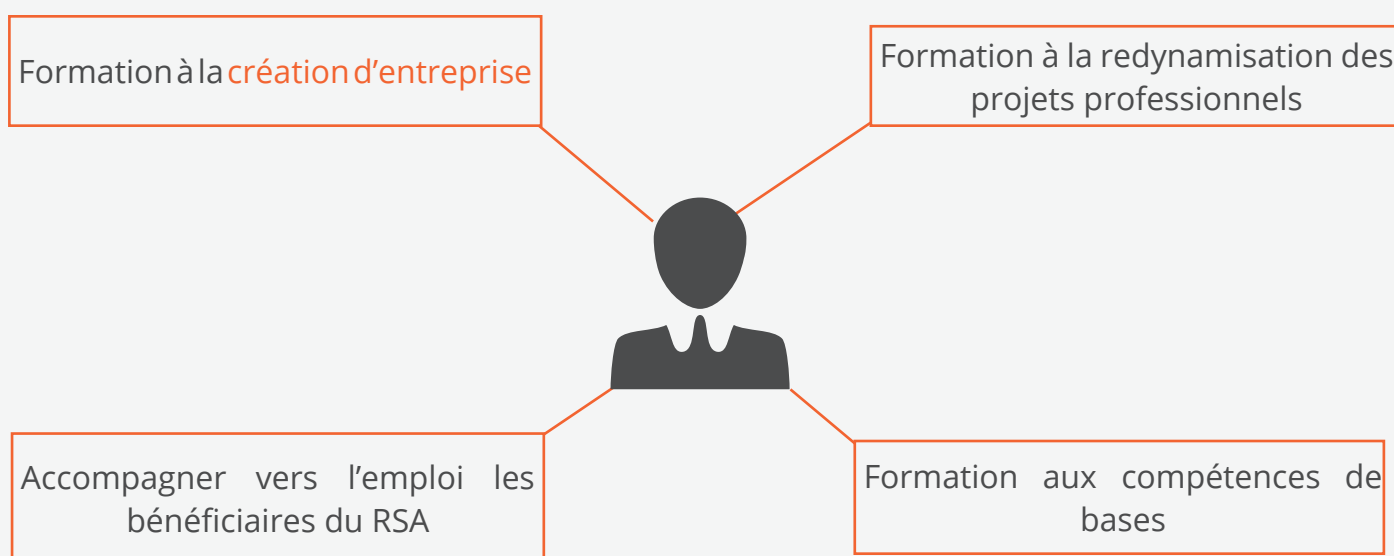 Formation à la création d’entreprise
Formation à la redynamisation des
projets professionnels
Accompagner vers l’emploi les
bénéficiaires du RSA
Formation aux compétences de
bases